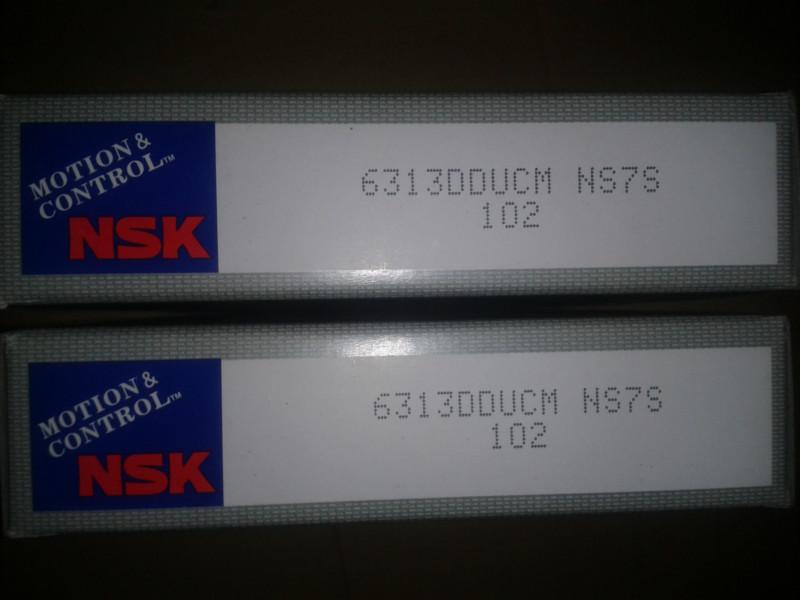 MOTION &
CONTROL™
NSK
6313DDUCM NS7S
102
MOTION &
CONTROL™
NSK
6313DDUCM NS7S
102